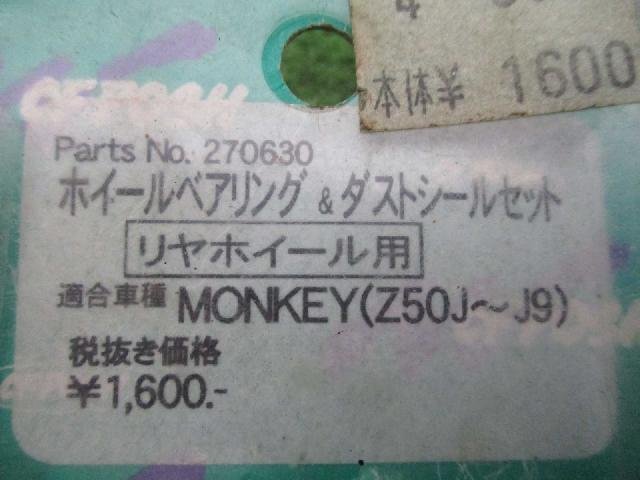 本体¥ 1600
Parts No. 270630
ホイールベアリング & ダストシールセット
リヤホイール用
適合車種 MONKEY(Z50J～J9)
税抜き価格
¥1,600.-